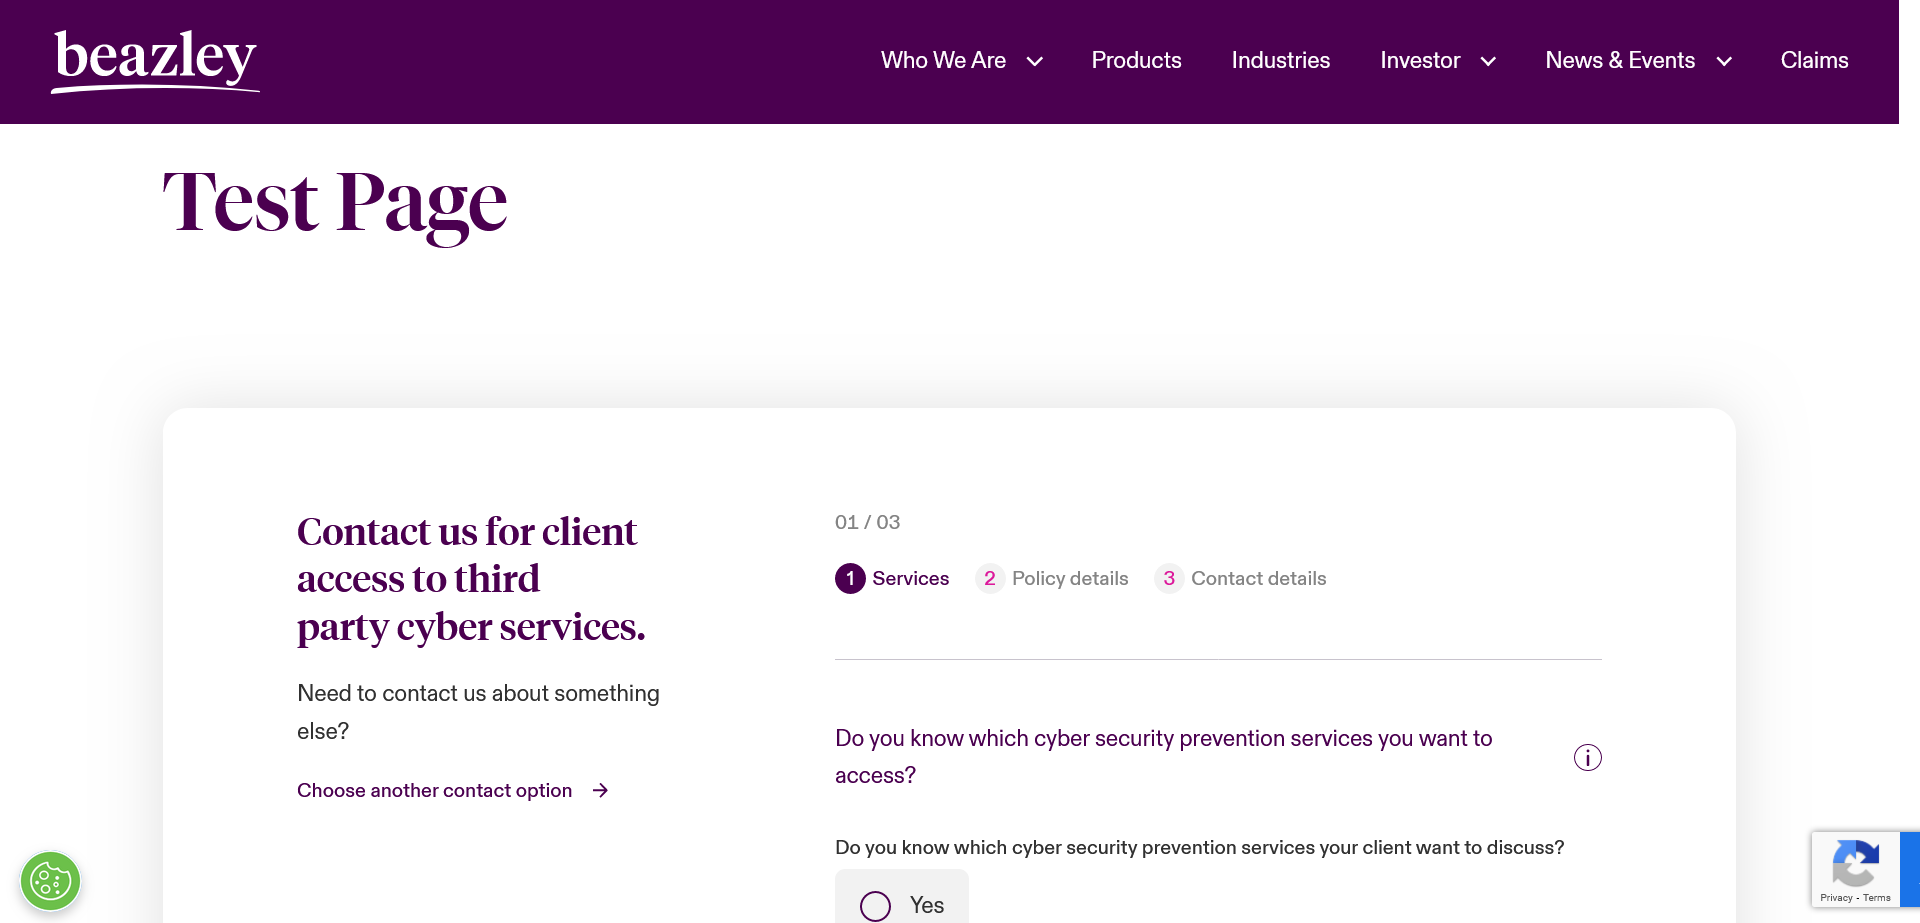 beazley
Who We Are
Products
Industries
Investor
News & Events
Claims
Test Page
Contact us for client
access to third
party cyber services.
Need to contact us about something
else?
Choose another contact option
01 / 03
1 Services
2 Policy details
3 Contact details
Do you know which cyber security prevention services you want to
access?
Do you know which cyber security prevention services your client want to discuss?
Yes
Privacy - Terms